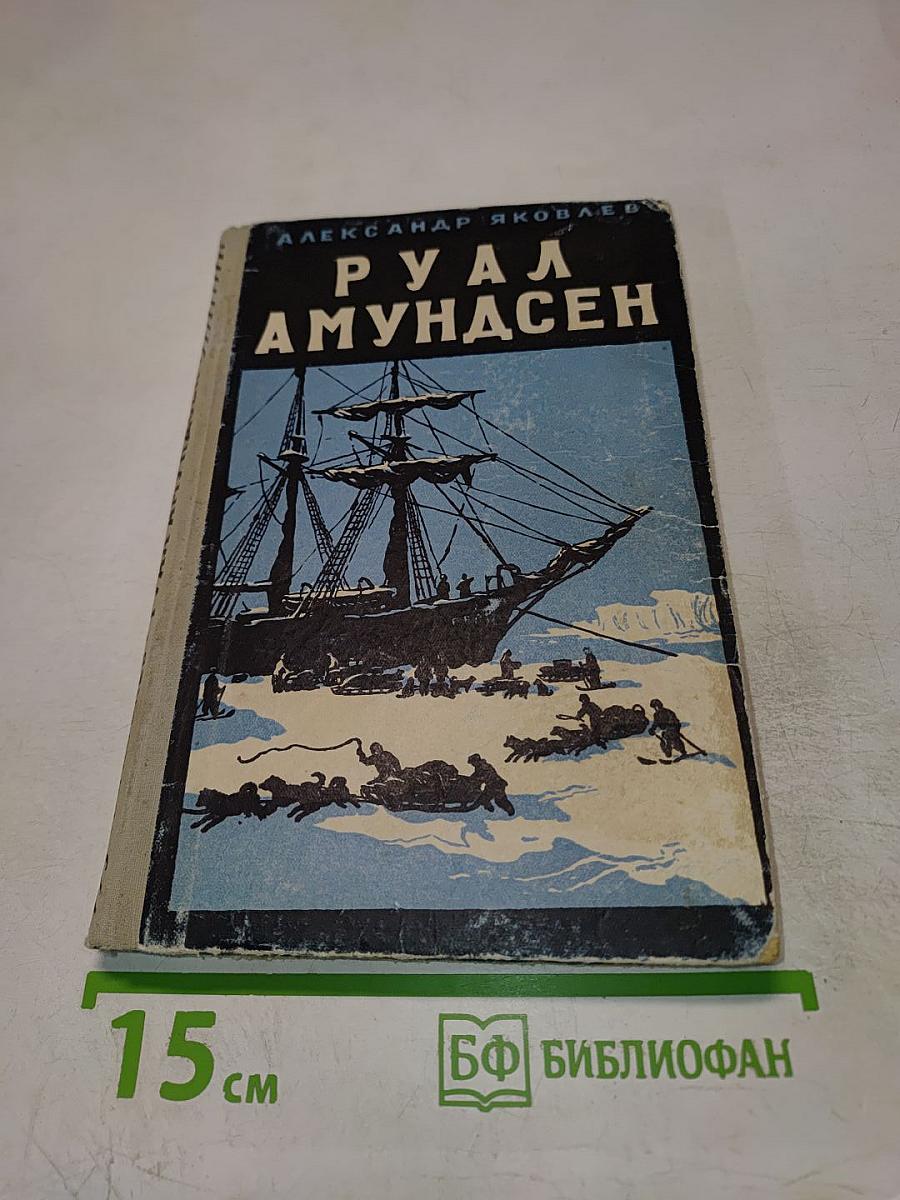 АЛЕКСАНДР ЯКОВЛЕВ
РУАЛ
АМУНДСЕН
15 см
БФ БИБЛИОФАН